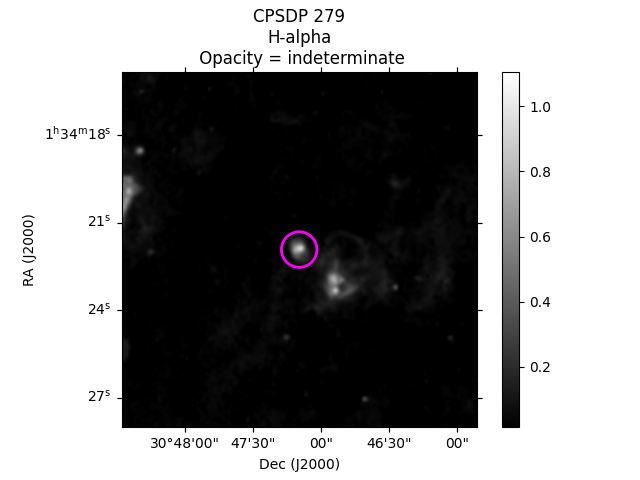 CPSDP 279
H-alpha
Opacity = indeterminate
1h34m18s
21s
24s
27s
RA (J2000)
30°48'00" 47'30" 00" 46'30" 00"
Dec (J2000)
1.0
0.8
0.6
0.4
0.2